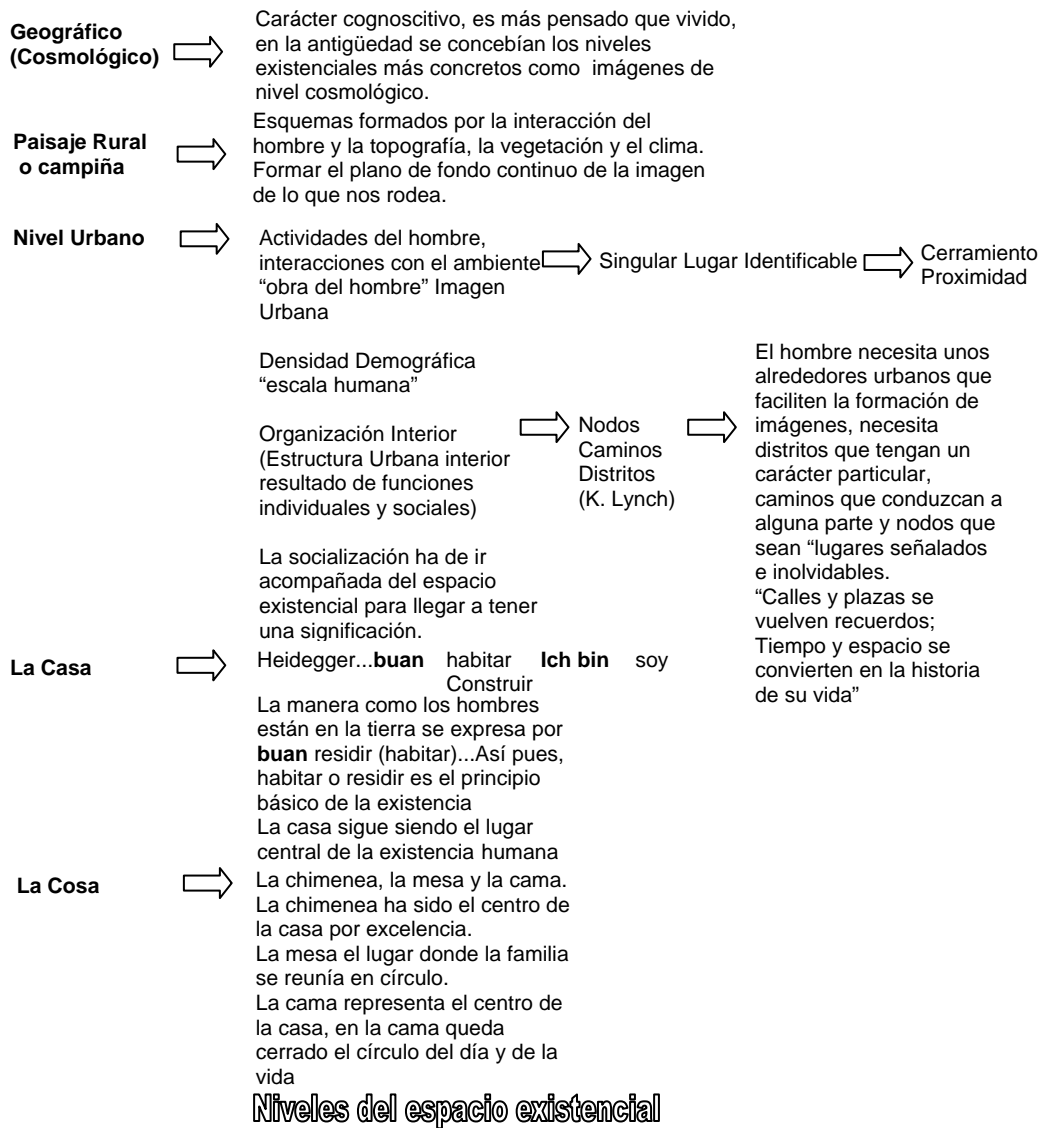 Geográfico
(Cosmológico)
Carácter cognoscitivo, es más pensado que vivido,
en la antigüedad se concebían los niveles
existenciales más concretos como imágenes de
nivel cosmológico.
Paisaje Rural
o campiña
Esquemas formados por la interacción del
hombre y la topografía, la vegetación y el clima.
Formar el plano de fondo continuo de la imagen
de lo que nos rodea.
Nivel Urbano
Actividades del hombre,
interacciones con el ambiente
“obra del hombre” Imagen
Urbana
Singular Lugar Identificable
Cerramiento
Proximidad
Densidad Demográfica
“escala humana”
Organización Interior
(Estructura Urbana interior
resultado de funciones
individuales y sociales)
La socialización ha de ir
acompañada del espacio
existencial para llegar a tener
una significación.
Nodos
Caminos
Distritos
(K. Lynch)
El hombre necesita unos
alrededores urbanos que
faciliten la formación de
imágenes, necesita
distritos que tengan un
carácter particular,
caminos que conduzcan a
alguna parte y nodos que
sean “lugares señalados
e inolvidables.
“Calles y plazas se
vuelven recuerdos;
Tiempo y espacio se
convierten en la historia
de su vida”
La Casa
Heidegger...buan habitar Ich bin soy
Construir
La manera como los hombres
están en la tierra se expresa por
buan residir (habitar)...Así pues,
habitar o residir es el principio
básico de la existencia
La casa sigue siendo el lugar
central de la existencia humana
La Cosa
La chimenea, la mesa y la cama.
La chimenea ha sido el centro de
la casa por excelencia.
La mesa el lugar donde la familia
se reunía en círculo.
La cama representa el centro de
la casa, en la cama queda
cerrado el círculo del día y de la
vida
Niveles del espacio existencial